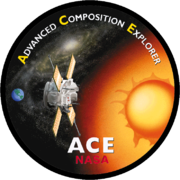 ADVANCED COMPOSITION EXPLORER
ACE
NASA